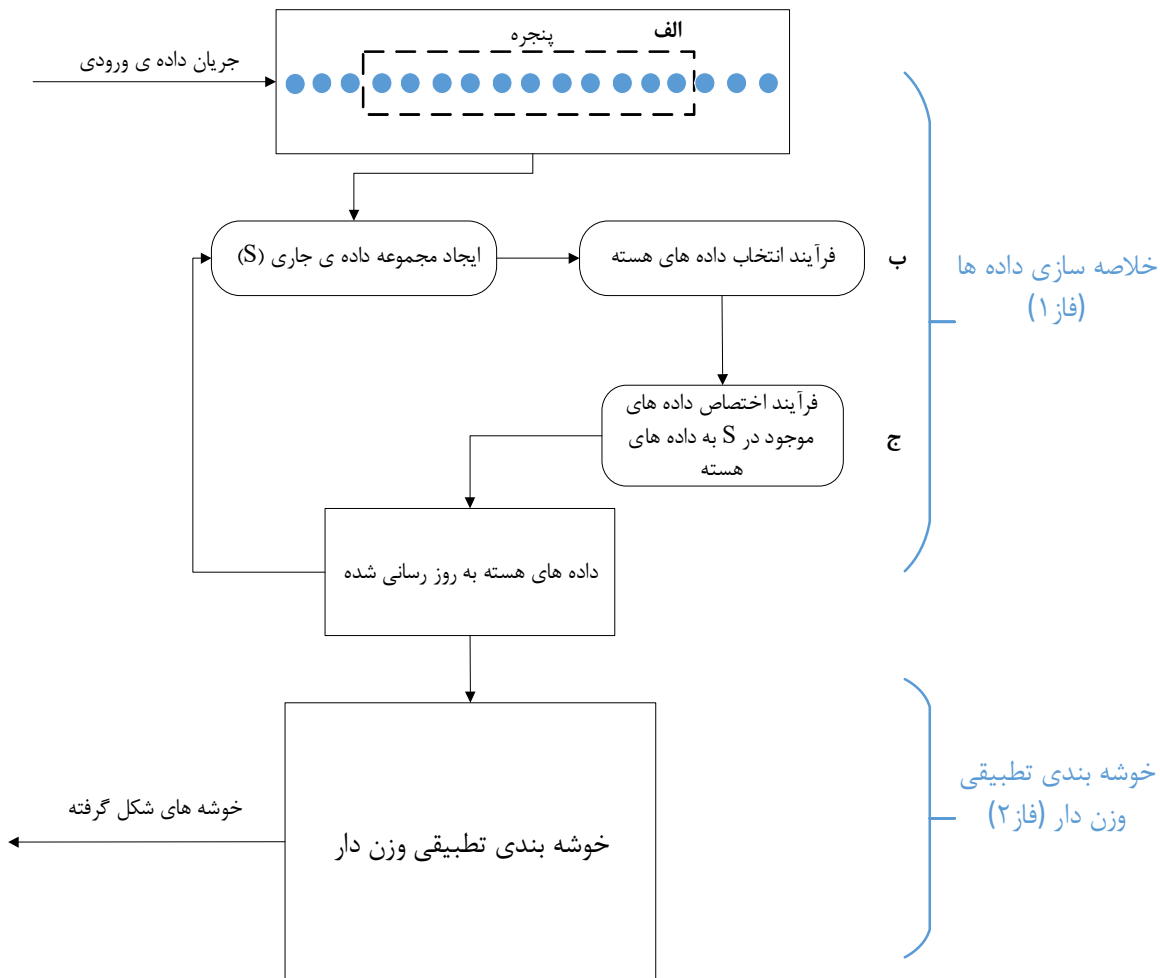 الف
پنجره
جریان داده ی ورودی
ایجاد مجموعه داده ی جاری (S)
فرآیند انتخاب داده های هسته
ب
خلاصه سازی داده ها
(فاز۱)
فرآیند اختصاص داده های
موجود در S به داده های
هسته
ج
داده های هسته به روز رسانی شده
خوشه بندی تطبیقی
وزن دار (فاز۲)
خوشه بندی تطبیقی وزن دار
خوشه های شکل گرفته